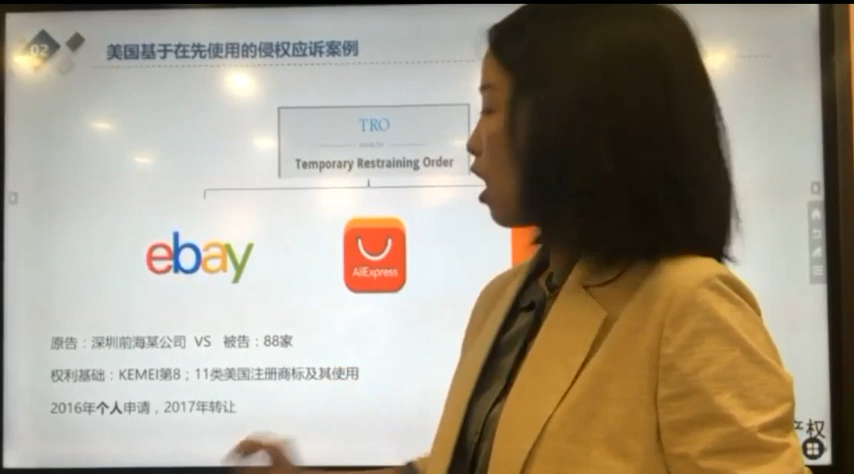 02
美国基于在先使用的侵权应诉案例
TRO
Temporary Restraining Order
ebay
AliExpress
原告：深圳前海某公司 VS 被告：88家
权利基础：KEMEI第8；11类美国注册商标及其使用
2016年个人申请，2017年转让
产权